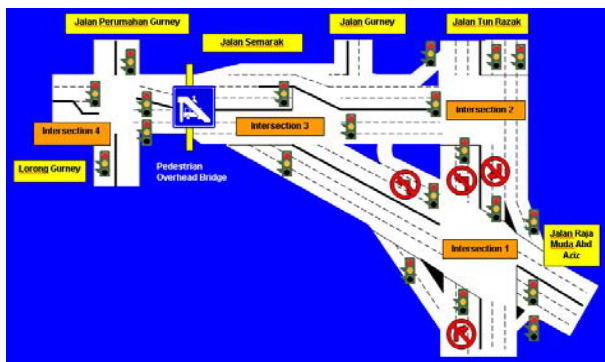 Jalan Perumahan Gurney
Jalan Semarak
Jalan Gurney
Jalan Tun Razak
Intersection 4
Intersection 3
Intersection 2
Lorong Gurney
Pedestrian
Overhead Bridge
Intersection 1
Jalan Raja
Muda Abd
Aziz